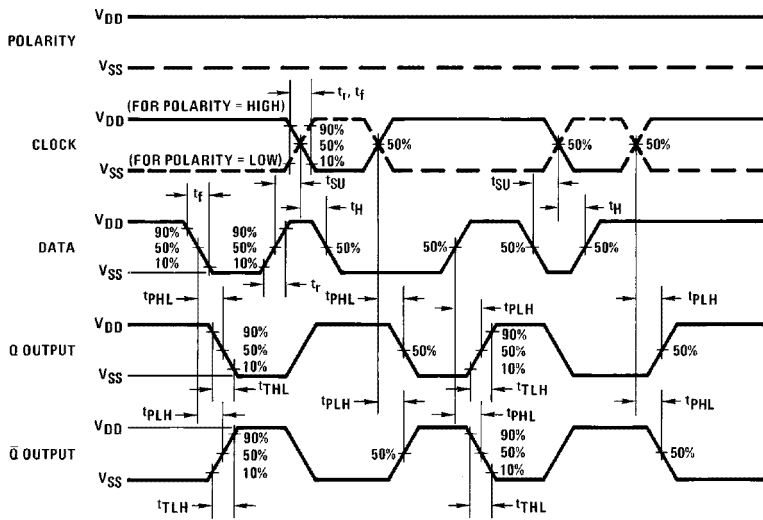 VDD
POLARITY
VSS
tr, tf
VDD (FOR POLARITY = HIGH)
90%
CLOCK 50% 50% 50% 50%
VSS (FOR POLARITY = LOW) 10%
tf tSU tSU
tH tH
VDD
90% 90%
DATA 50% 50% 50% 50% 50% 50%
10% 10%
VSS
tPHL tr tPHL tPLH tPLH
VDD
90% 90%
Q OUTPUT 50% 50% 50% 50%
10% 10%
VSS
tTHL tTLH
tPLH tPLH tPHL tPHL
VDD
90% 90%
Q̅ OUTPUT 50% 50% 50% 50%
10% 10%
VSS
tTLH tTHL